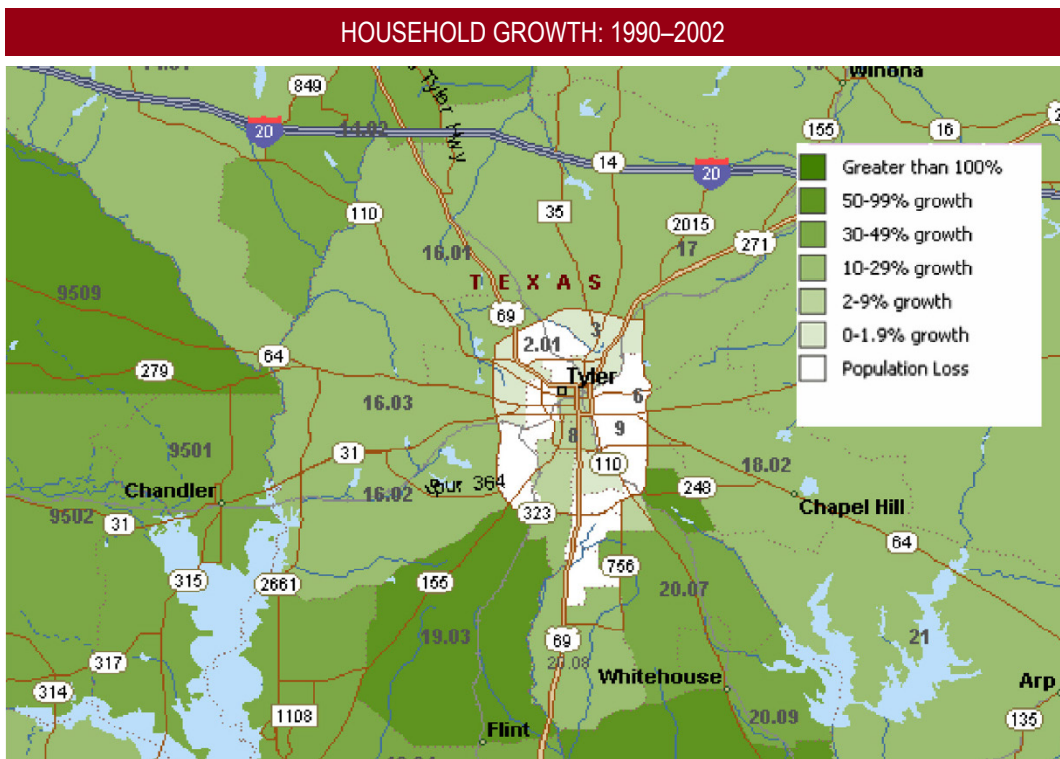 HOUSEHOLD GROWTH: 1990–2002
Winona
849
20
14.02
Tyler Hwy
155
16
14
20
Greater than 100%
50-99% growth
30-49% growth
10-29% growth
2-9% growth
0-1.9% growth
Population Loss
110
35
2015
271
16.01
17
TEXAS
9509
69
3
2.01
64
279
Tyler
16.03
6
8
9
9501
31
110
18.02
Chandler
16.02
Spur 364
248
Chapel Hill
9502
31
323
64
315
2661
155
756
20.07
19.03
69
21
317
20.08
Whitehouse
Arp
314
1108
Flint
20.09
135